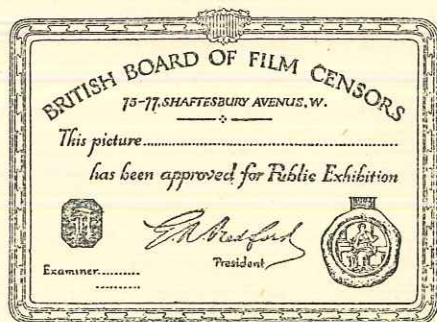 BRITISH BOARD OF FILM CENSORS
75-77, SHAFTESBURY AVENUE, W.
This picture..........................................................
has been approved for Public Exhibition
G A Redford
President
Examiner..........
..........